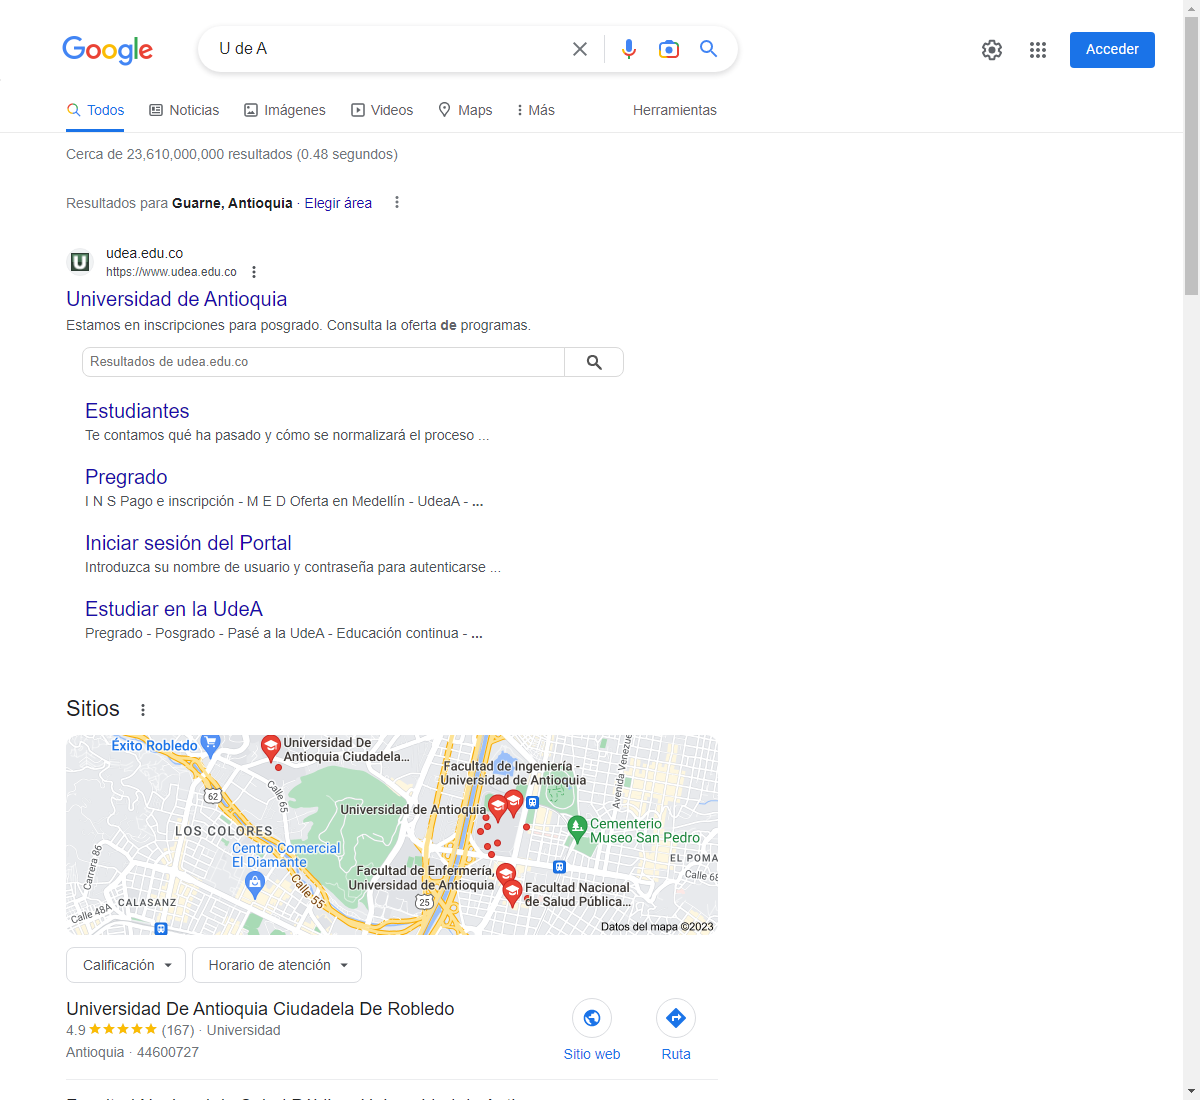 Google
U de A
Acceder
Todos
Noticias
Imágenes
Videos
Maps
Más
Herramientas
Cerca de 23,610,000,000 resultados (0.48 segundos)
Resultados para Guarne, Antioquia · Elegir área
udea.edu.co
https://www.udea.edu.co
Universidad de Antioquia
Estamos en inscripciones para posgrado. Consulta la oferta de programas.
Resultados de udea.edu.co
Estudiantes
Te contamos qué ha pasado y cómo se normalizará el proceso ...
Pregrado
I N S Pago e inscripción - M E D Oferta en Medellín - UdeaA - ...
Iniciar sesión del Portal
Introduzca su nombre de usuario y contraseña para autenticarse ...
Estudiar en la UdeA
Pregrado - Posgrado - Pasé a la UdeA - Educación continua - ...
Sitios
Éxito Robledo
Universidad De
Antioquia Ciudadela...
Facultad de Ingeniería -
Universidad de Antioquia
Avenida Venezue
62
Calle 65
Universidad de Antioquia
LOS COLORES
Cementerio
Museo San Pedro
Centro Comercial
El Diamante
EL POMA
Carrera 86
Facultad de Enfermería,
Universidad de Antioquia
Calle 68
Calle 55
Facultad Nacional
de Salud Pública...
25
CALASANZ
Calle 48A
Datos del mapa ©2023
Calificación
Horario de atención
Universidad De Antioquia Ciudadela De Robledo
4.9 (167) · Universidad
Antioquia · 44600727
Sitio web
Ruta